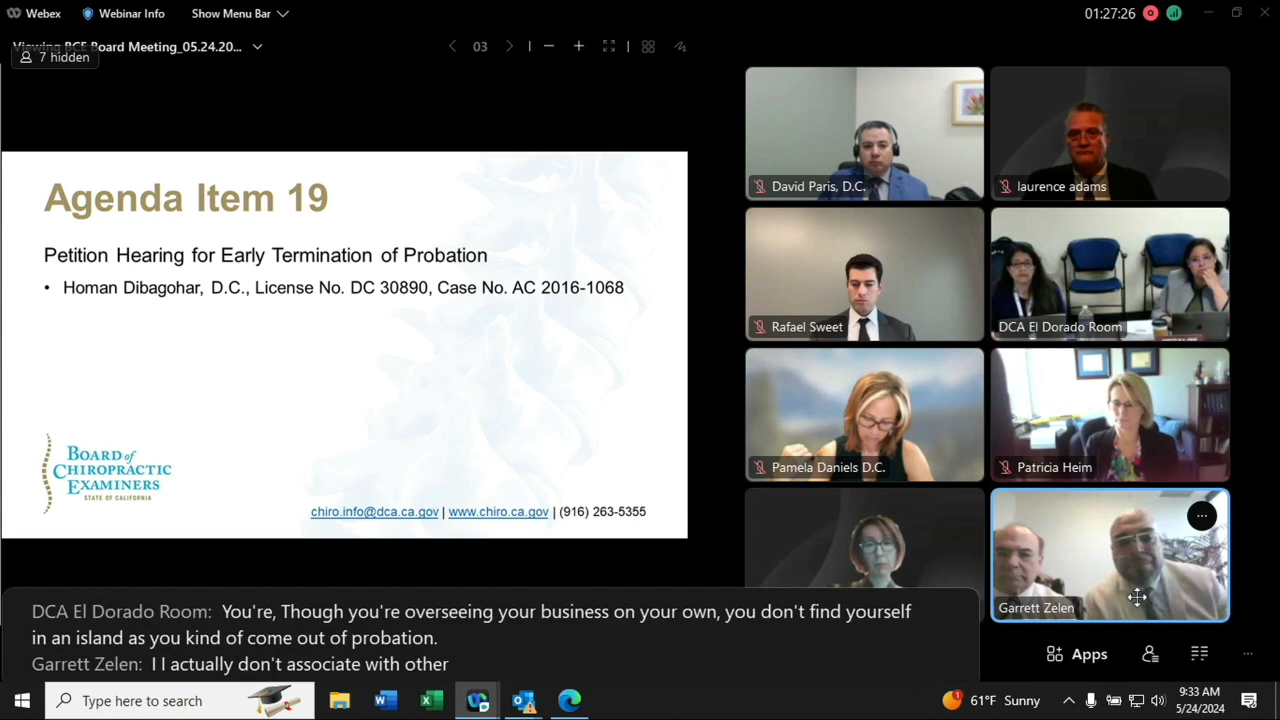 Webex
Webinar Info
Show Menu Bar
01:27:26
Viewing BCE Board Meeting_05.24.20...
03
7 hidden
Agenda Item 19
Petition Hearing for Early Termination of Probation
• Homan Dibagohar, D.C., License No. DC 30890, Case No. AC 2016-1068
BOARD of
CHIROPRACTIC
EXAMINERS
STATE OF CALIFORNIA
chiro.info@dca.ca.gov | www.chiro.ca.gov | (916) 263-5355
David Paris, D.C.
laurence adams
Rafael Sweet
DCA El Dorado Room
Pamela Daniels D.C.
Patricia Heim
Garrett Zelen
DCA El Dorado Room: You're, Though you're overseeing your business on your own, you don't find yourself
in an island as you kind of come out of probation.
Garrett Zelen: I I actually don't associate with other
Apps
Type here to search
1
61°F Sunny
9:33 AM
5/24/2024